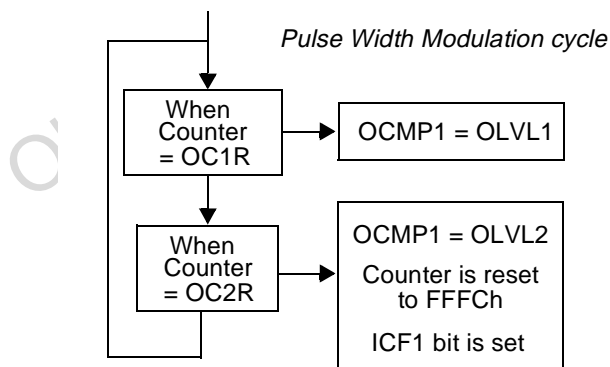 Pulse Width Modulation cycle
When
Counter
= OC1R
OCMP1 = OLVL1
When
Counter
= OC2R
OCMP1 = OLVL2
Counter is reset
to FFFCh
ICF1 bit is set